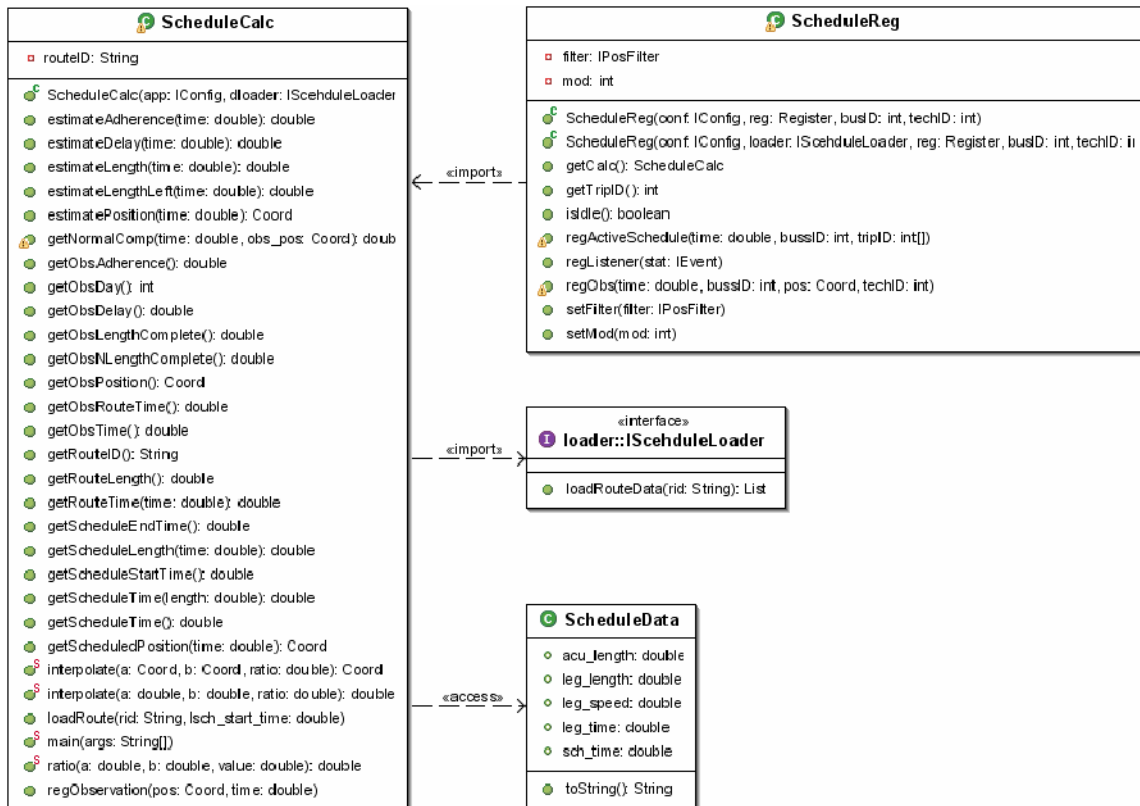 ScheduleCalc
routeID: String
ScheduleCalc(app: IConfig, dloader: IScehduleLoader
estimateAdherence(time: double): double
estimateDelay(time: double): double
estimateLength(time: double): double
estimateLengthLeft(time: double): double
estimatePosition(time: double): Coord
getNormalComp(time: double, obs_pos: Coord): doub
getObsAdherence(): double
getObsDay(): int
getObsDelay(): double
getObsLengthComplete(): double
getObsNLengthComplete(): double
getObsPosition(): Coord
getObsRouteTime(): double
getObsTime(): double
getRouteID(): String
getRouteLength(): double
getRouteTime(time: double): double
getScheduleEndTime(): double
getScheduleLength(time: double): double
getScheduleStartTime(): double
getScheduleTime(length: double): double
getScheduleTime(): double
getScheduledPosition(time: double): Coord
interpolate(a: Coord, b: Coord, ratio: double): Coord
interpolate(a: double, b: double, ratio: double): double
loadRoute(rid: String, lsch_start_time: double)
main(args: String[])
ratio(a: double, b: double, value: double): double
regObservation(pos: Coord, time: double)
«import»
«import»
«access»
ScheduleReg
filter: IPosFilter
mod: int
ScheduleReg(conf: IConfig, reg: Register, busID: int, techID: int)
ScheduleReg(conf: IConfig, loader: IScehduleLoader, reg: Register, busID: int, techID: in
getCalc(): ScheduleCalc
getTripID(): int
isIdle(): boolean
regActiveSchedule(time: double, bussID: int, tripID: int[])
regListener(stat: IEvent)
regObs(time: double, bussID: int, pos: Coord, techID: int)
setFilter(filter: IPosFilter)
setMod(mod: int)
«interface»
loader::IScehduleLoader
loadRouteData(rid: String): List
ScheduleData
acu_length: double
leg_length: double
leg_speed: double
leg_time: double
sch_time: double
toString(): String